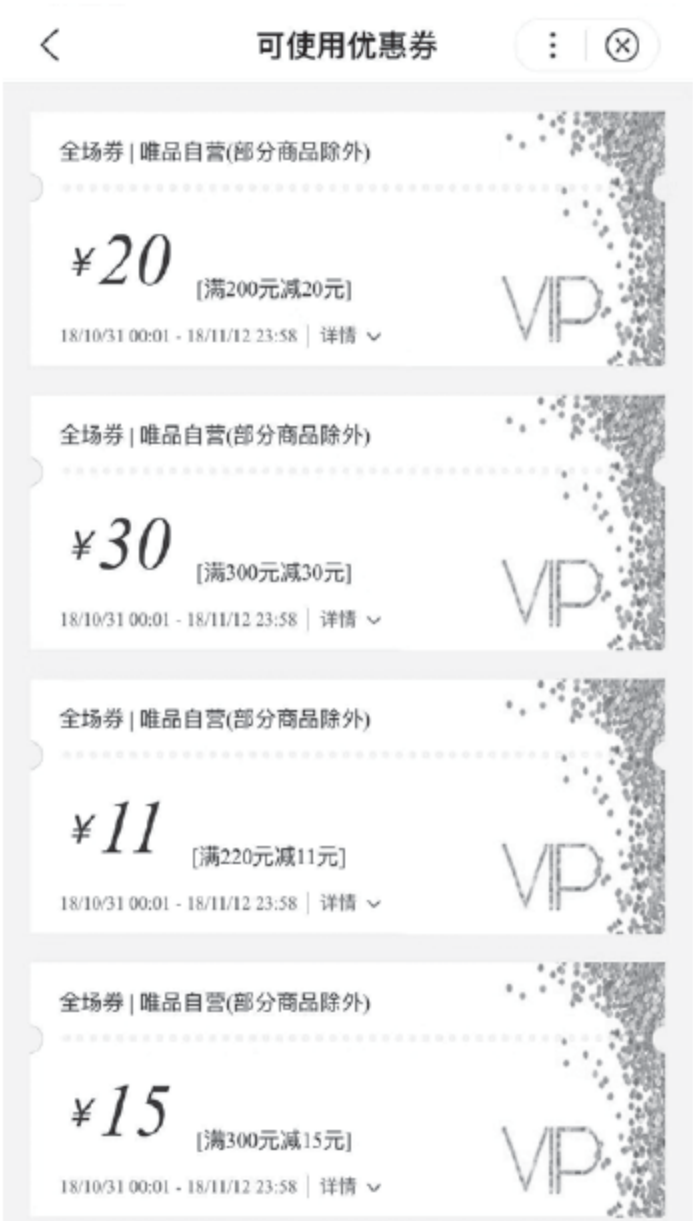 可使用优惠券
全场券 | 唯品自营(部分商品除外)
¥20 [满200元减20元]
18/10/31 00:01 - 18/11/12 23:58 | 详情
VIP
全场券 | 唯品自营(部分商品除外)
¥30 [满300元减30元]
18/10/31 00:01 - 18/11/12 23:58 | 详情
VIP
全场券 | 唯品自营(部分商品除外)
¥11 [满220元减11元]
18/10/31 00:01 - 18/11/12 23:58 | 详情
VIP
全场券 | 唯品自营(部分商品除外)
¥15 [满300元减15元]
18/10/31 00:01 - 18/11/12 23:58 | 详情
VIP